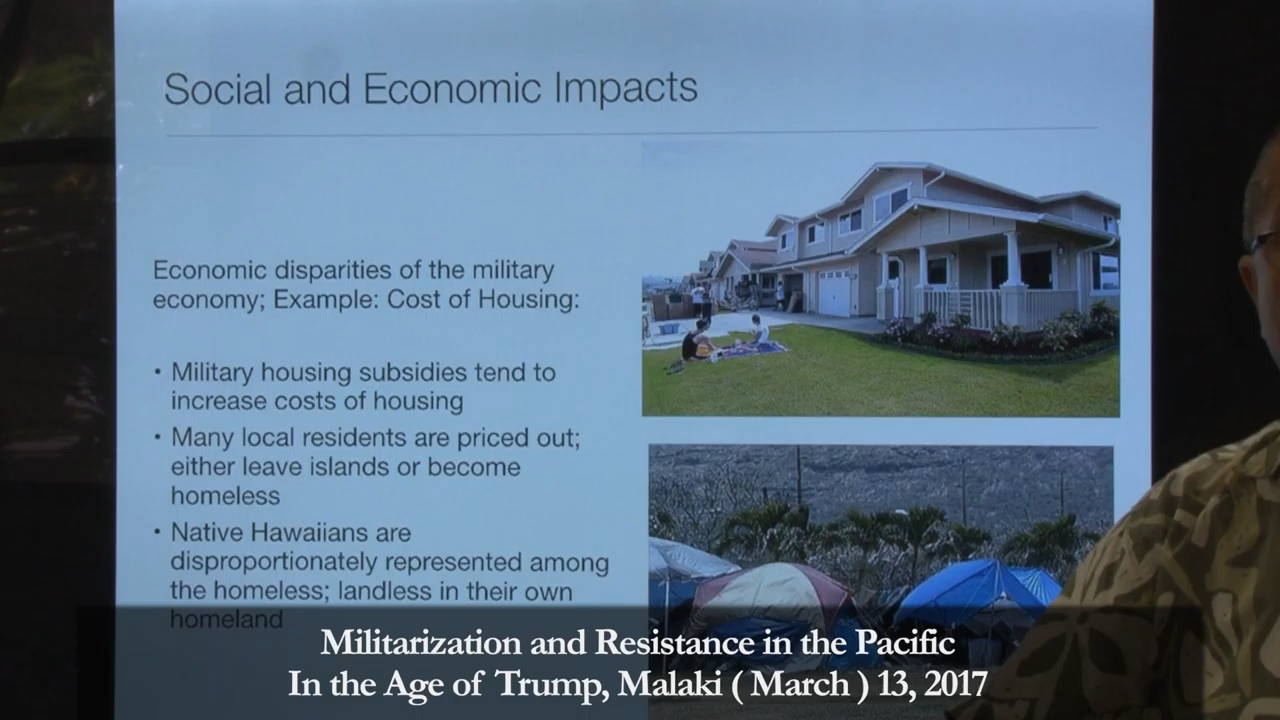 Social and Economic Impacts
Economic disparities of the military
economy; Example: Cost of Housing:
• Military housing subsidies tend to
increase costs of housing
• Many local residents are priced out;
either leave islands or become
homeless
• Native Hawaiians are
disproportionately represented among
the homeless; landless in their own
homeland
Militarization and Resistance in the Pacific
In the Age of Trump, Malaki ( March ) 13, 2017